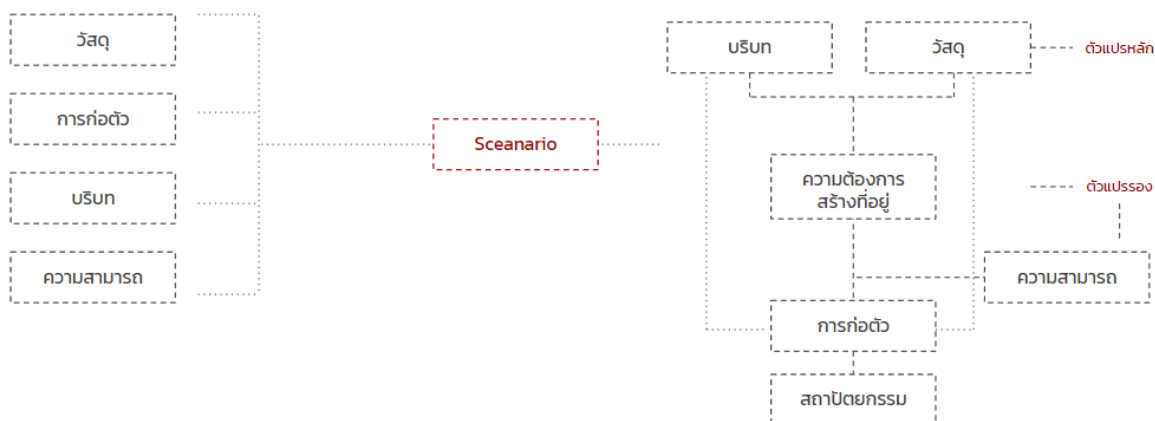 วัสดุ
การก่อตัว
บริบท
ความสามารถ
Sceanario
บริบท
วัสดุ
ตัวแปรหลัก
ความต้องการ
สร้างที่อยู่
ตัวแปรรอง
ความสามารถ
การก่อตัว
สถาปัตยกรรม